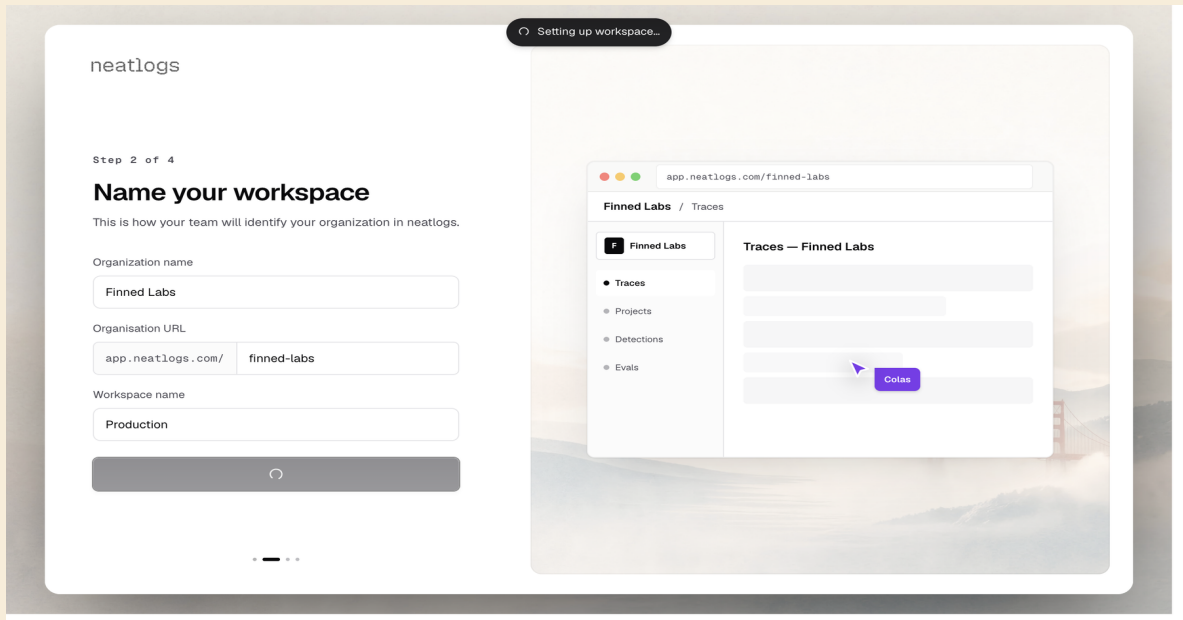 Setting up workspace...
neatlogs
Step 2 of 4
Name your workspace
This is how your team will identify your organization in neatlogs.
Organization name
Finned Labs
Organisation URL
app.neatlogs.com/ finned-labs
Workspace name
Production
app.neatlogs.com/finned-labs
Finned Labs / Traces
F Finned Labs
Traces
Projects
Detections
Evals
Traces — Finned Labs
Colas